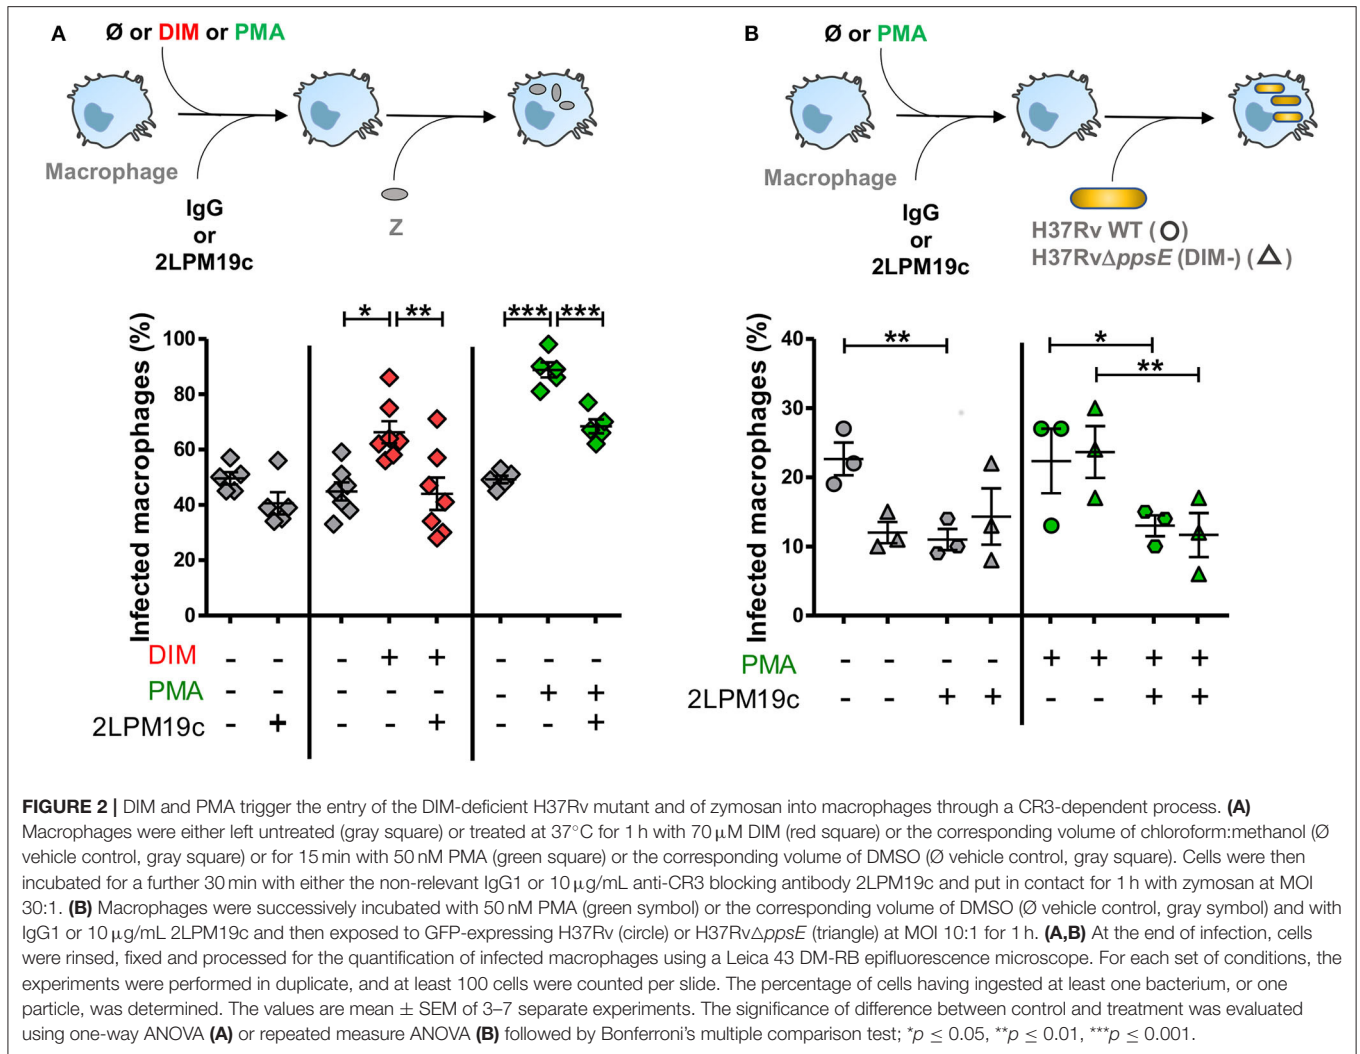 A
Ø or DIM or PMA
Macrophage
IgG
or
2LPM19c
Z
Infected macrophages (%)
100
80
60
40
20
0
* ** *** ***
DIM - - - + + - - -
PMA - - - - - - + +
2LPM19c - + - - + - - +
B
Ø or PMA
Macrophage
IgG
or
2LPM19c
H37Rv WT (○)
H37Rv∆ppsE (DIM-) (△)
Infected macrophages (%)
40
30
20
10
0
** * **
PMA - - - - + + + +
2LPM19c - - + + - - + +
FIGURE 2 | DIM and PMA trigger the entry of the DIM-deficient H37Rv mutant and of zymosan into macrophages through a CR3-dependent process. (A)
Macrophages were either left untreated (gray square) or treated at 37°C for 1 h with 70 µM DIM (red square) or the corresponding volume of chloroform:methanol (Ø
vehicle control, gray square) or for 15 min with 50 nM PMA (green square) or the corresponding volume of DMSO (Ø vehicle control, gray square). Cells were then
incubated for a further 30 min with either the non-relevant IgG1 or 10 µg/mL anti-CR3 blocking antibody 2LPM19c and put in contact for 1 h with zymosan at MOI
30:1. (B) Macrophages were successively incubated with 50 nM PMA (green symbol) or the corresponding volume of DMSO (Ø vehicle control, gray symbol) and with
IgG1 or 10 µg/mL 2LPM19c and then exposed to GFP-expressing H37Rv (circle) or H37Rv∆ppsE (triangle) at MOI 10:1 for 1 h. (A,B) At the end of infection, cells
were rinsed, fixed and processed for the quantification of infected macrophages using a Leica 43 DM-RB epifluorescence microscope. For each set of conditions, the
experiments were performed in duplicate, and at least 100 cells were counted per slide. The percentage of cells having ingested at least one bacterium, or one
particle, was determined. The values are mean ± SEM of 3–7 separate experiments. The significance of difference between control and treatment was evaluated
using one-way ANOVA (A) or repeated measure ANOVA (B) followed by Bonferroni's multiple comparison test; *p ≤ 0.05, **p ≤ 0.01, ***p ≤ 0.001.